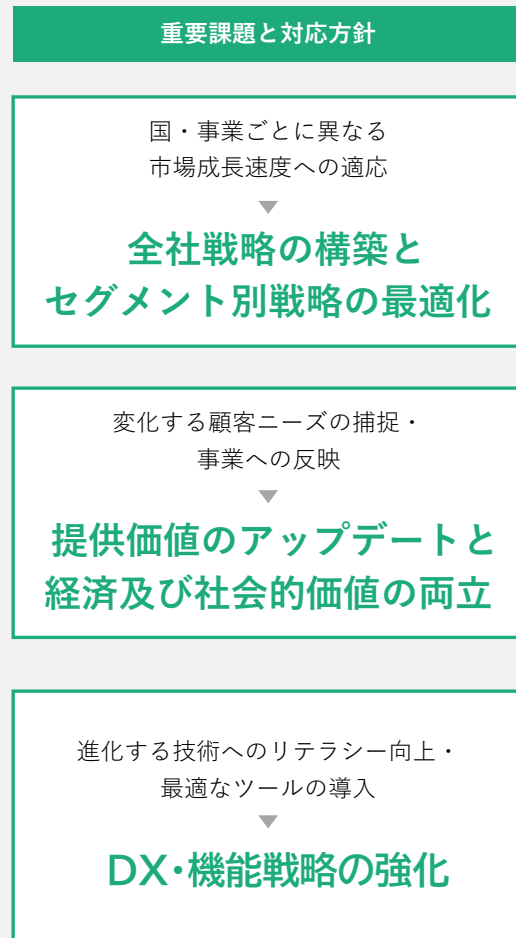 重要課題と対応方針
国・事業ごとに異なる
市場成長速度への適応
全社戦略の構築と
セグメント別戦略の最適化
変化する顧客ニーズの捕捉・
事業への反映
提供価値のアップデートと
経済及び社会的価値の両立
進化する技術へのリテラシー向上・
最適なツールの導入
DX・機能戦略の強化